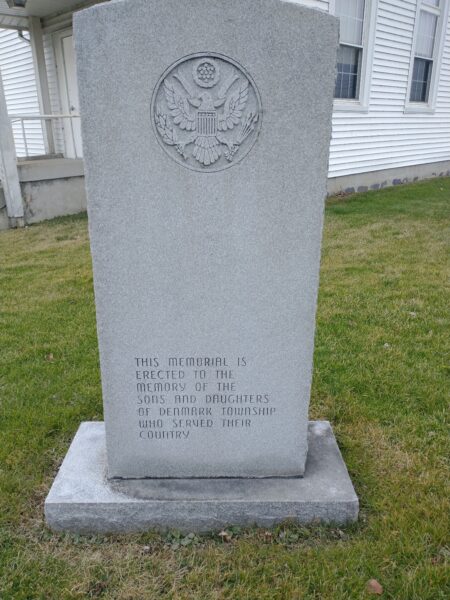 THIS MEMORIAL IS
ERECTED TO THE
MEMORY OF THE
SONS AND DAUGHTERS
OF DENMARK TOWNSHIP
WHO SERVED THEIR
COUNTRY